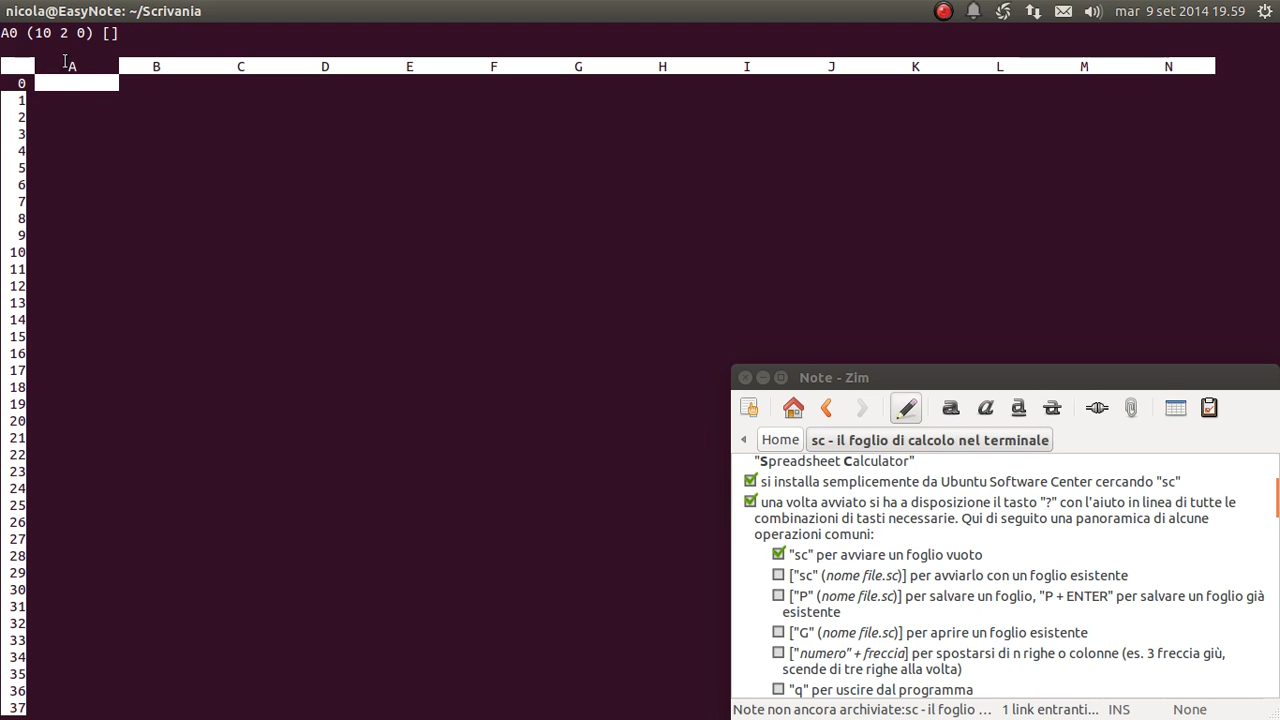 nicola@EasyNote: ~/Scrivania
mar 9 set 2014 19.59
A0 (10 2 0) []
A B C D E F G H I J K L M N
0
1
2
3
4
5
6
7
8
9
10
11
12
13
14
15
16
17
18
19
20
21
22
23
24
25
26
27
28
29
30
31
32
33
34
35
36
37
Note - Zim
a a a a
Home sc - il foglio di calcolo nel terminale
"Spreadsheet Calculator"
si installa semplicemente da Ubuntu Software Center cercando "sc"
una volta avviato si ha a disposizione il tasto "?" con l'aiuto in linea di tutte le
combinazioni di tasti necessarie. Qui di seguito una panoramica di alcune
operazioni comuni:
"sc" per avviare un foglio vuoto
["sc" (nome file.sc)] per avviarlo con un foglio esistente
["P" (nome file.sc)] per salvare un foglio, "P + ENTER" per salvare un foglio già
esistente
["G" (nome file.sc)] per aprire un foglio esistente
["numero" + freccia] per spostarsi di n righe o colonne (es. 3 freccia giù,
scende di tre righe alla volta)
"q" per uscire dal programma
Note non ancora archiviate:sc - il foglio ... 1 link entranti... INS None